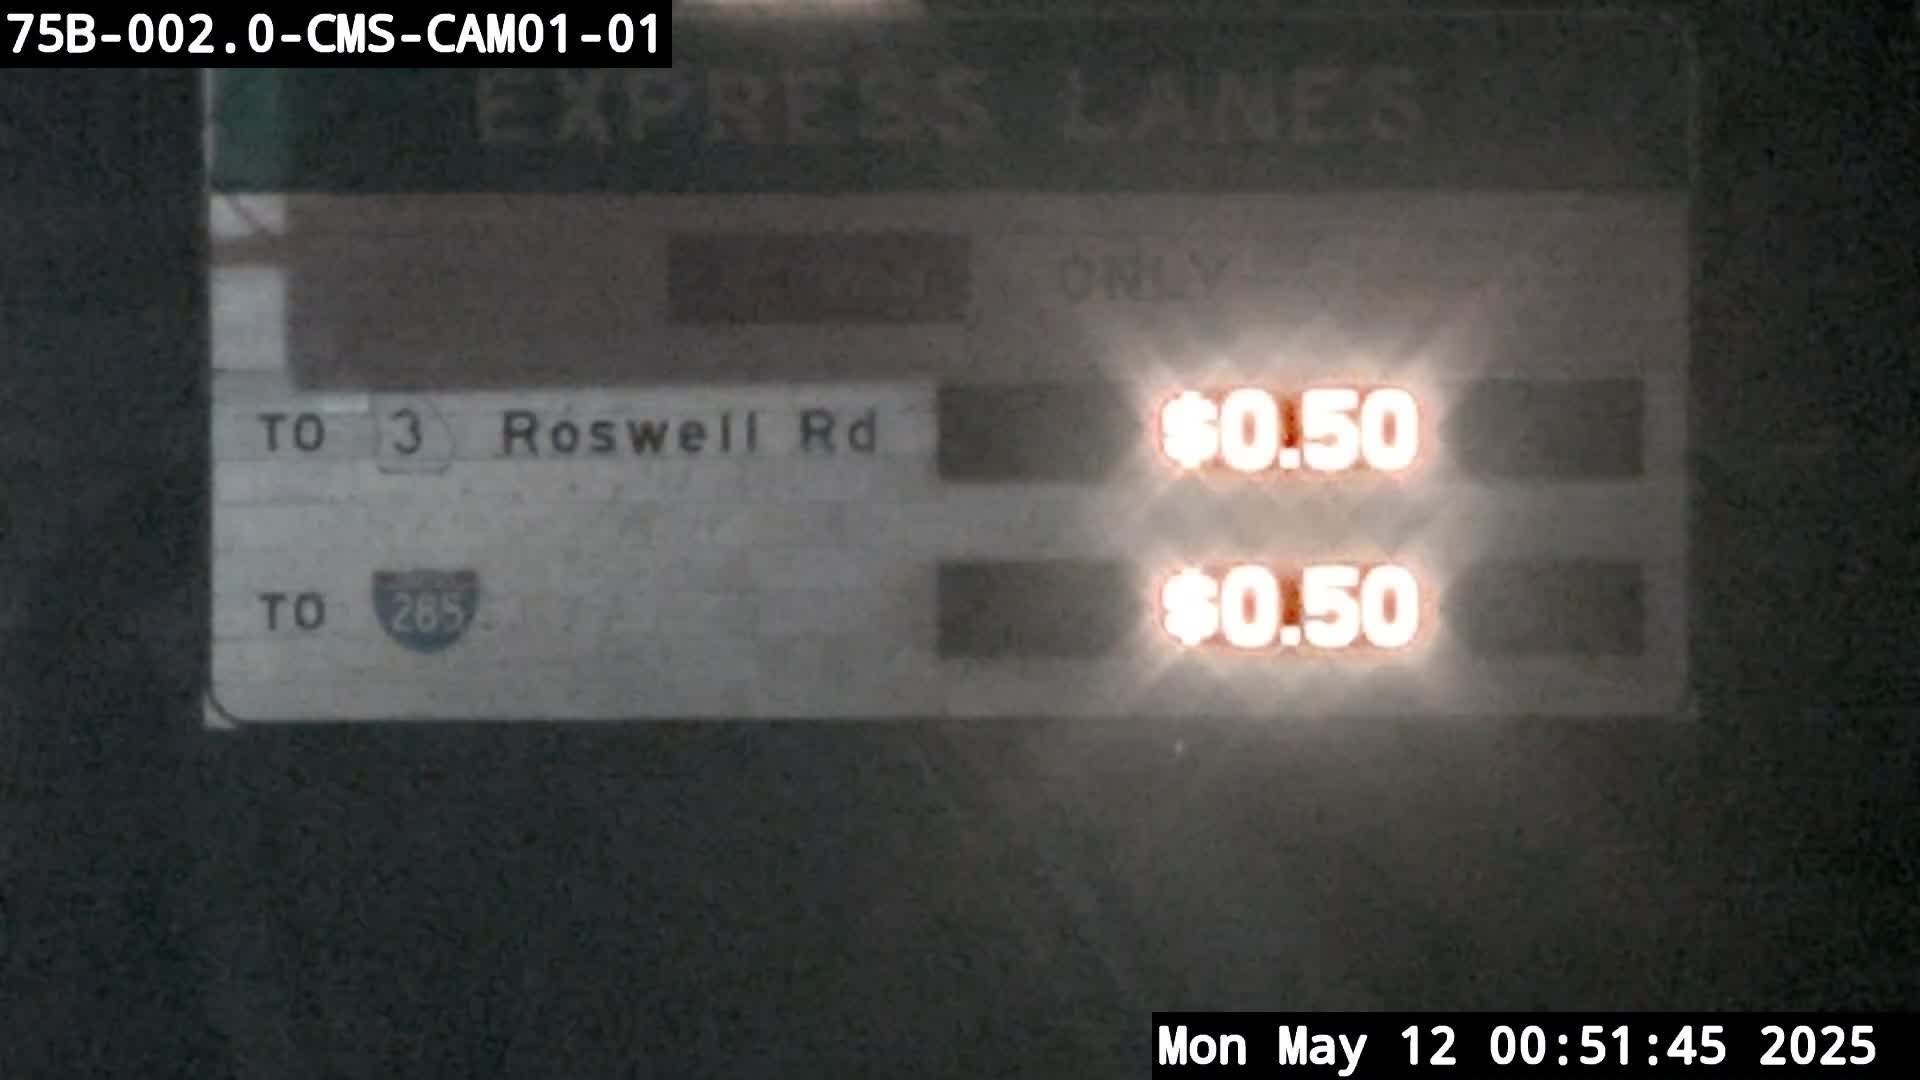 75B-002.0-CMS-CAM01-01
EXPRESS LANES
ONLY
TO 3 Roswell Rd $0.50
TO 285 $0.50
Mon May 12 00:51:45 2025